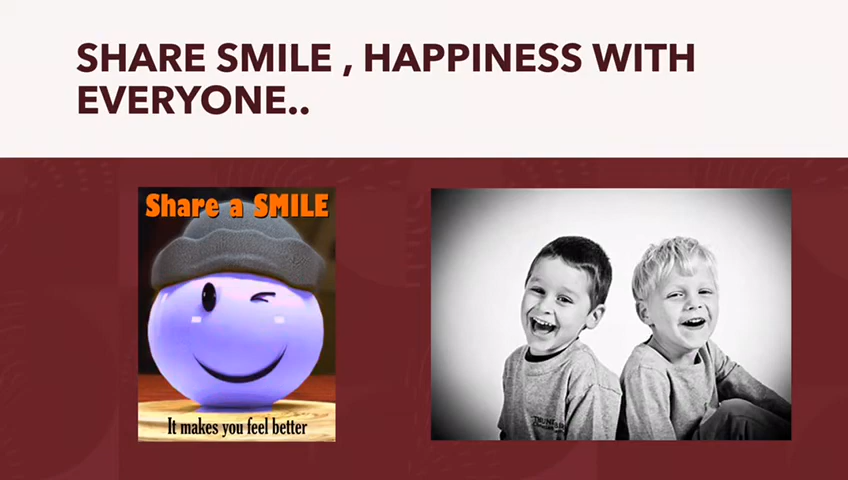 SHARE SMILE , HAPPINESS WITH
EVERYONE..
Share a SMILE
It makes you feel better